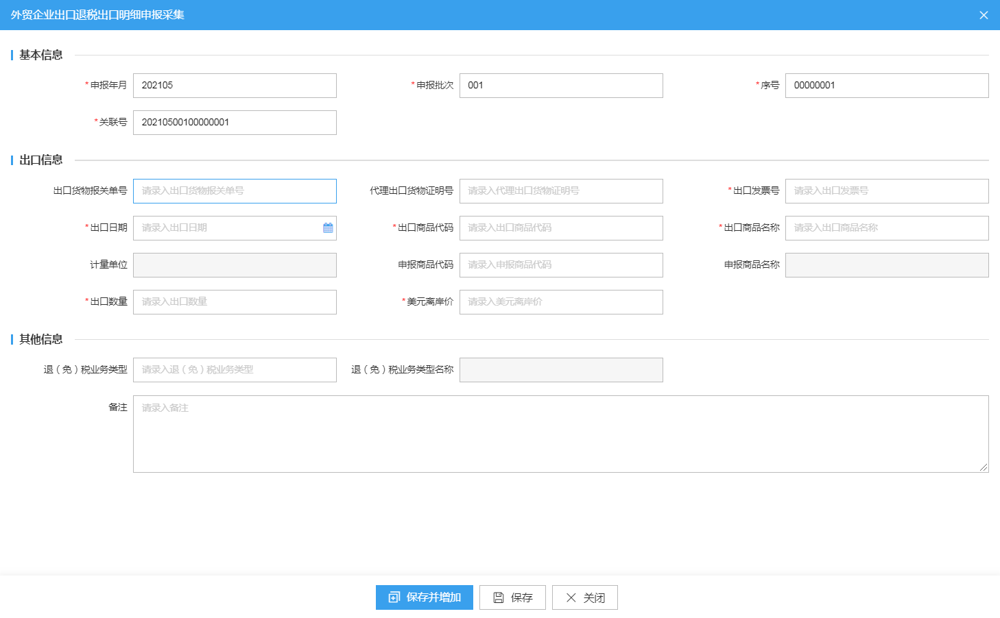 外贸企业出口退税出口明细申报采集
基本信息
*申报年月 202105 *申报批次 001 *序号 00000001
*关联号 20210500100000001
出口信息
出口货物报关单号 请录入出口货物报关单号 代理出口货物证明号 请录入代理出口货物证明号 *出口发票号 请录入出口发票号
*出口日期 请录入出口日期 *出口商品代码 请录入出口商品代码 *出口商品名称 请录入出口商品名称
计量单位 申报商品代码 请录入申报商品代码 申报商品名称
*出口数量 请录入出口数量 *美元离岸价 请录入美元离岸价
其他信息
退（免）税业务类型 请录入退（免）税业务类型 退（免）税业务类型名称
备注 请录入备注
保存并增加 保存 关闭